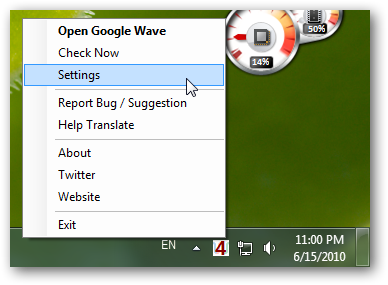 Open Google Wave
Check Now
Settings
Report Bug / Suggestion
Help Translate
About
Twitter
Website
Exit
50%
14%
EN
4
11:00 PM
6/15/2010